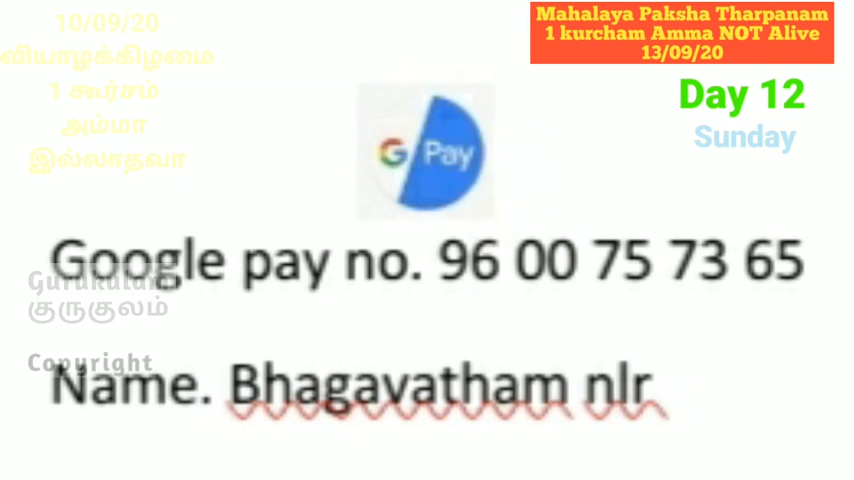 10/09/20
வியாழக்கிழமை
1 கூர்சம்
அம்மா
இல்லாதவா
Mahalaya Paksha Tharpanam
1 kurcham Amma NOT Alive
13/09/20
Day 12
Sunday
G Pay
Google pay no. 96 00 75 73 65
Gurukulam
குருகுலம்
Copyright
Name. Bhagavatham nlr